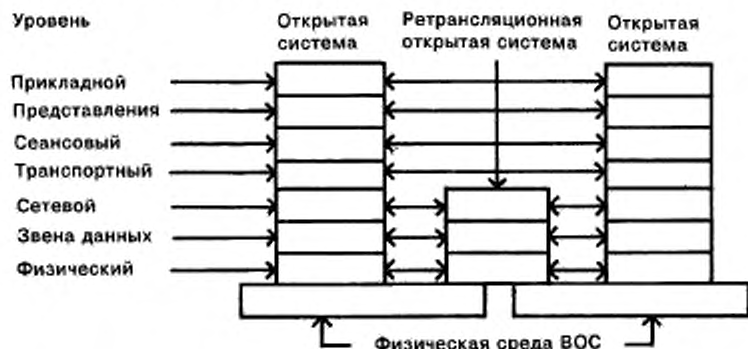 Уровень
Открытая
система
Ретрансляционная
открытая система
Открытая
система
Прикладной
Представления
Сеансовый
Транспортный
Сетевой
Звена данных
Физический
Физическая среда ВОС